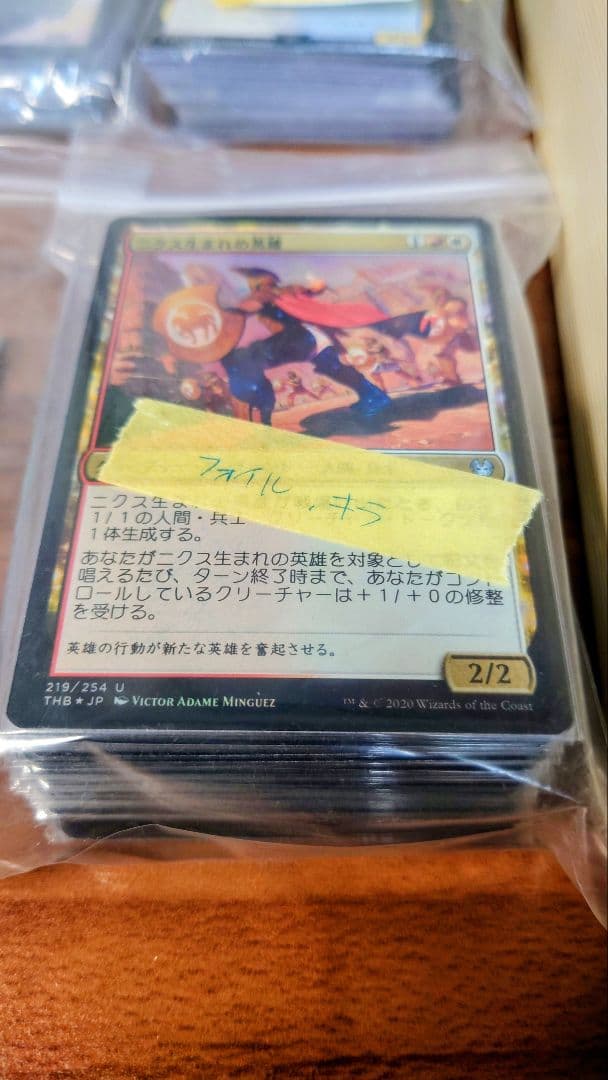 ニクス生まれの英雄
フォイル、キラ
ニクス生ま
1/1の人間・兵士
1体生成する。
あなたがニクス生まれの英雄を対象とし
唱えるたび、ターン終了時まで、あなたがコント
ロールしているクリーチャーは+1/+0の修整
を受ける。
英雄の行動が新たな英雄を奮起させる。
2/2
219/254 U
THB★JP VICTOR ADAME MINGUEZ
™ & © 2020 Wizards of the Coast